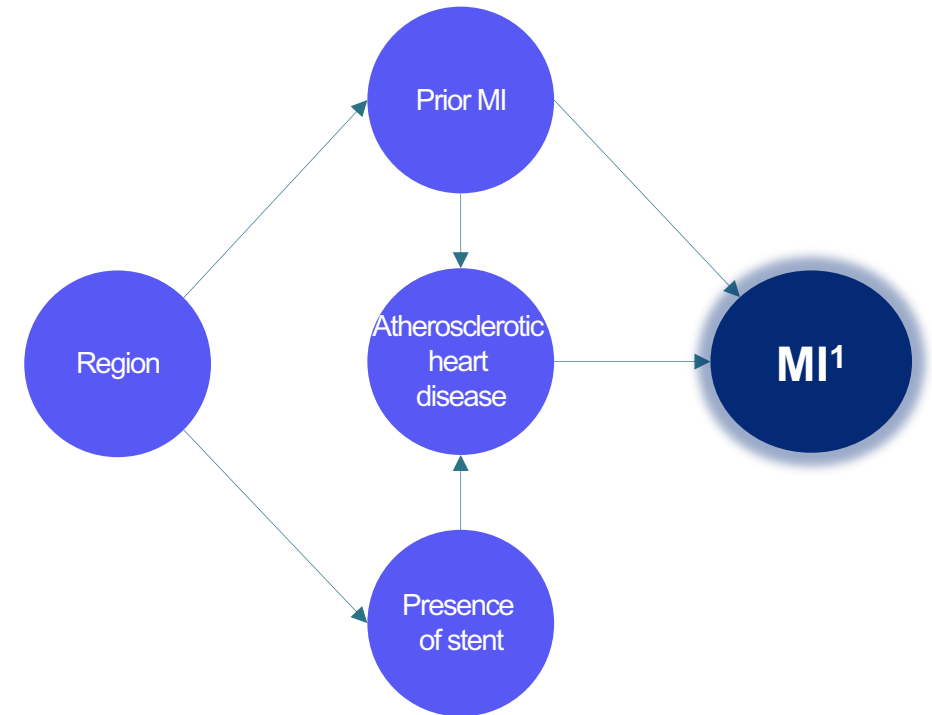 Prior MI
Region
Atherosclerotic
heart
disease
MI¹
Presence
of stent